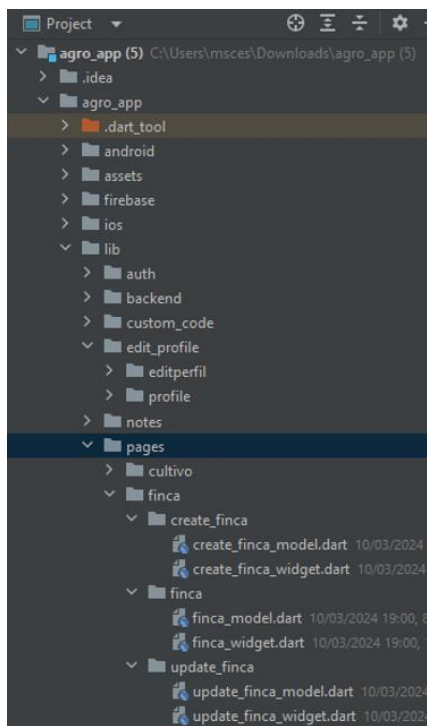 Project
agro_app (5) C:\Users\msces\Downloads\agro_app (5)
.idea
agro_app
.dart_tool
android
assets
firebase
ios
lib
auth
backend
custom_code
edit_profile
editperfil
profile
notes
pages
cultivo
finca
create_finca
create_finca_model.dart 10/03/2024
create_finca_widget.dart 10/03/2024
finca
finca_model.dart 10/03/2024 19:00, 8
finca_widget.dart 10/03/2024 19:00,
update_finca
update_finca_model.dart 10/03/2024
update_finca_widget.dart 10/03/202